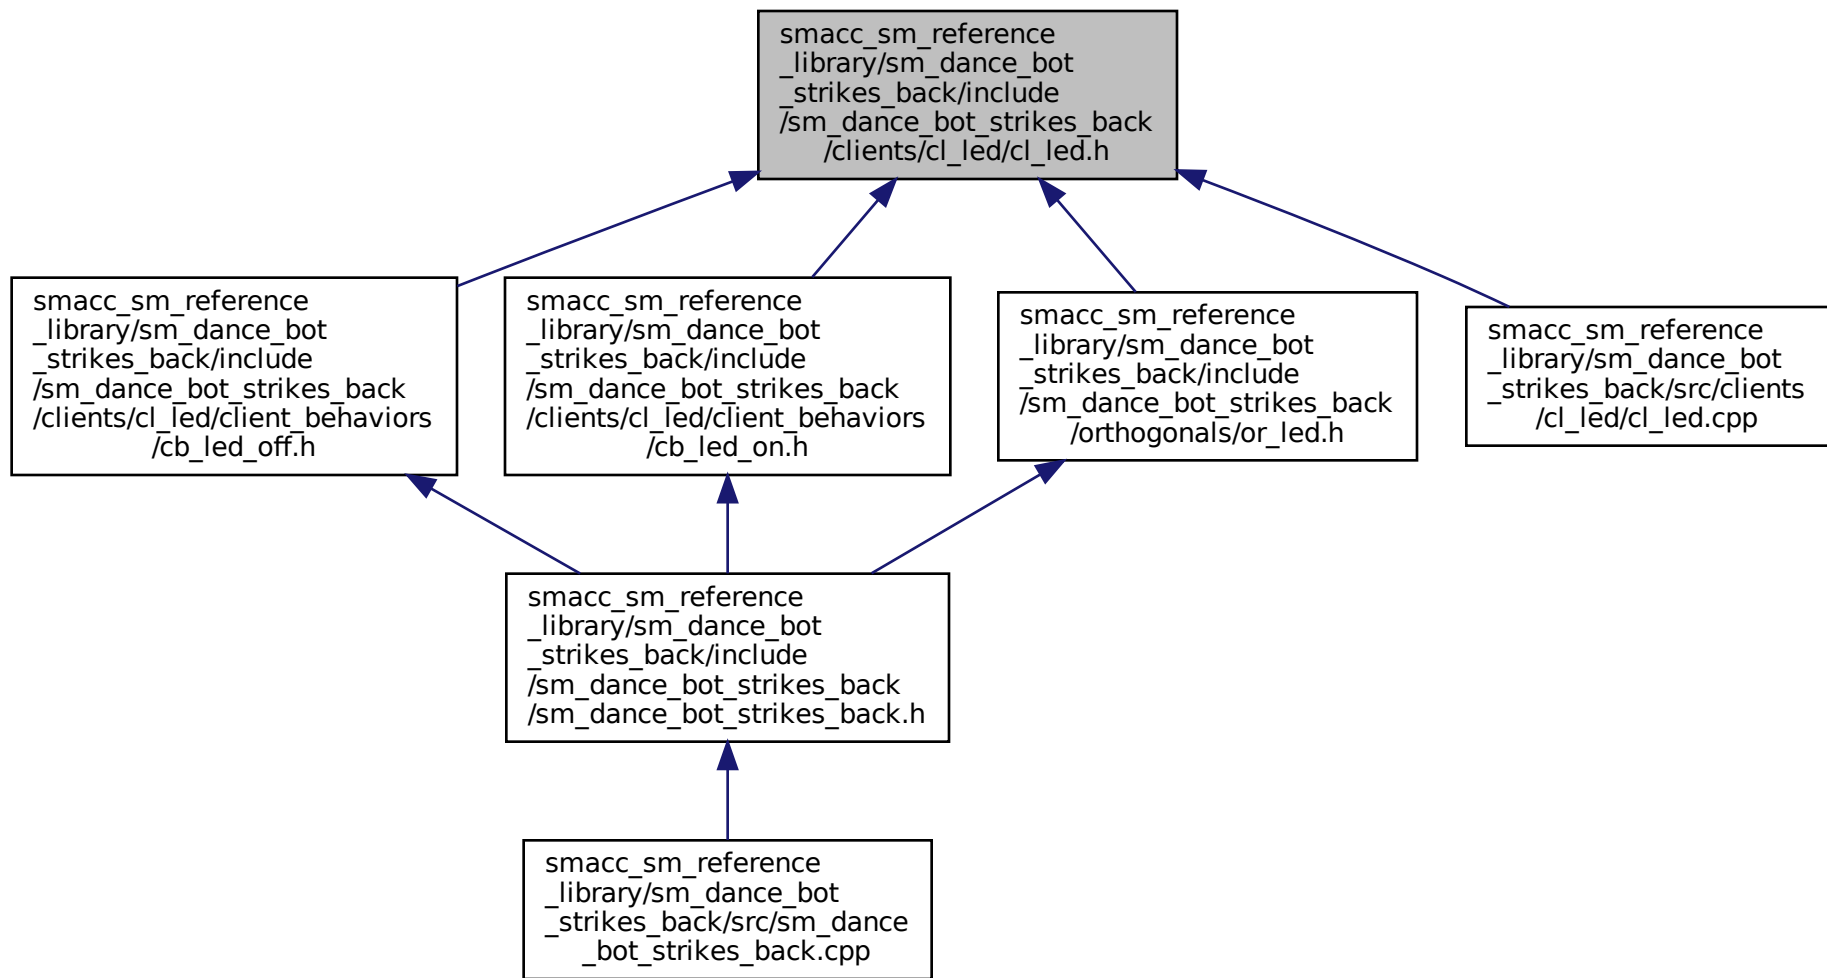 smacc_sm_reference
_library/sm_dance_bot
_strikes_back/include
/sm_dance_bot_strikes_back
/clients/cl_led/cl_led.h
smacc_sm_reference
_library/sm_dance_bot
_strikes_back/include
/sm_dance_bot_strikes_back
/clients/cl_led/client_behaviors
/cb_led_off.h
smacc_sm_reference
_library/sm_dance_bot
_strikes_back/include
/sm_dance_bot_strikes_back
/clients/cl_led/client_behaviors
/cb_led_on.h
smacc_sm_reference
_library/sm_dance_bot
_strikes_back/include
/sm_dance_bot_strikes_back
/orthogonals/or_led.h
smacc_sm_reference
_library/sm_dance_bot
_strikes_back/src/clients
/cl_led/cl_led.cpp
smacc_sm_reference
_library/sm_dance_bot
_strikes_back/include
/sm_dance_bot_strikes_back
/sm_dance_bot_strikes_back.h
smacc_sm_reference
_library/sm_dance_bot
_strikes_back/src/sm_dance
_bot_strikes_back.cpp